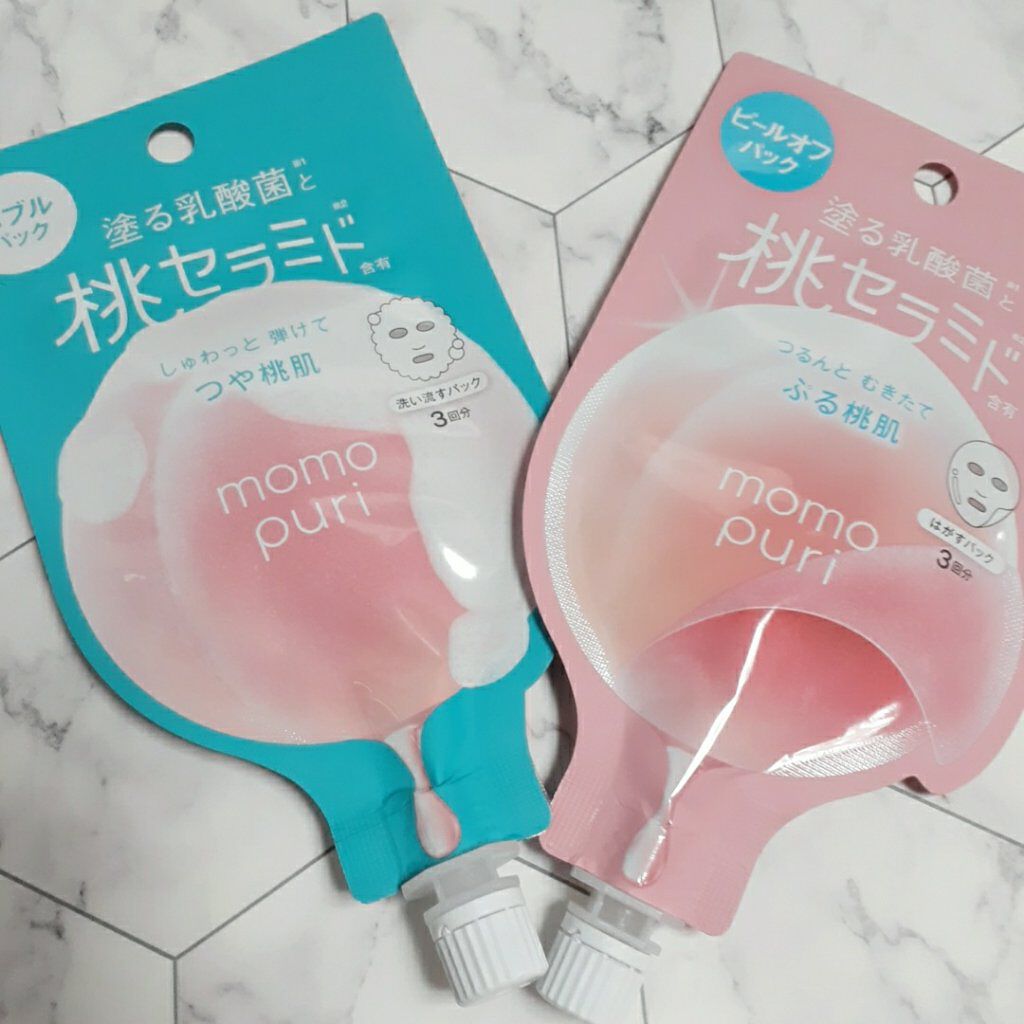 ブル
パック
塗る乳酸菌※1と
桃セラミド※2含有
しゅわっと 弾けて
つや桃肌
洗い流すパック
3回分
momo
puri
ピールオフ
パック
塗る乳酸菌※1と
桃セラミド※2含有
つるんと むきたて
ぷる桃肌
はがすパック
3回分
momo
puri